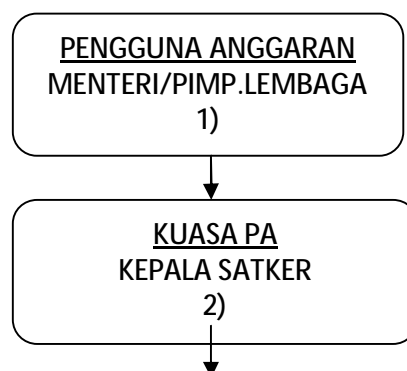 PENGGUNA ANGGARAN
MENTERI/PIMP.LEMBAGA
1)
KUASA PA
KEPALA SATKER
2)